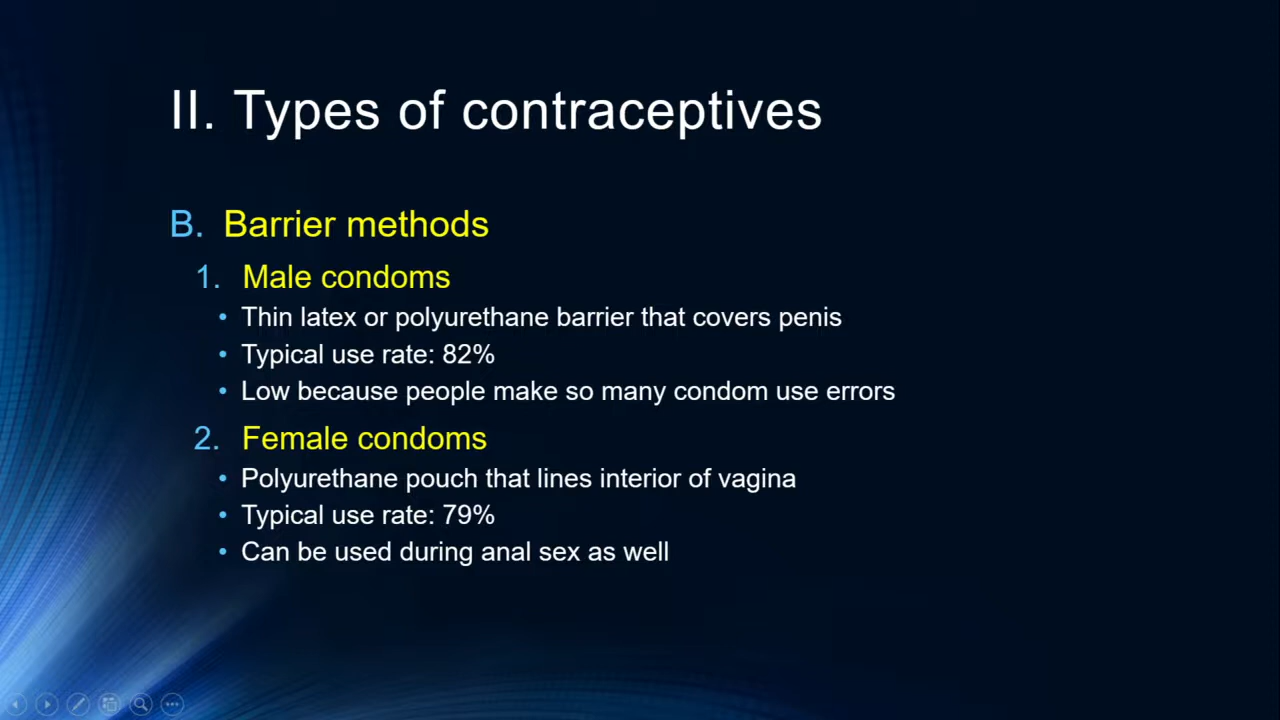 II. Types of contraceptives
B. Barrier methods
1. Male condoms
• Thin latex or polyurethane barrier that covers penis
• Typical use rate: 82%
• Low because people make so many condom use errors
2. Female condoms
• Polyurethane pouch that lines interior of vagina
• Typical use rate: 79%
• Can be used during anal sex as well